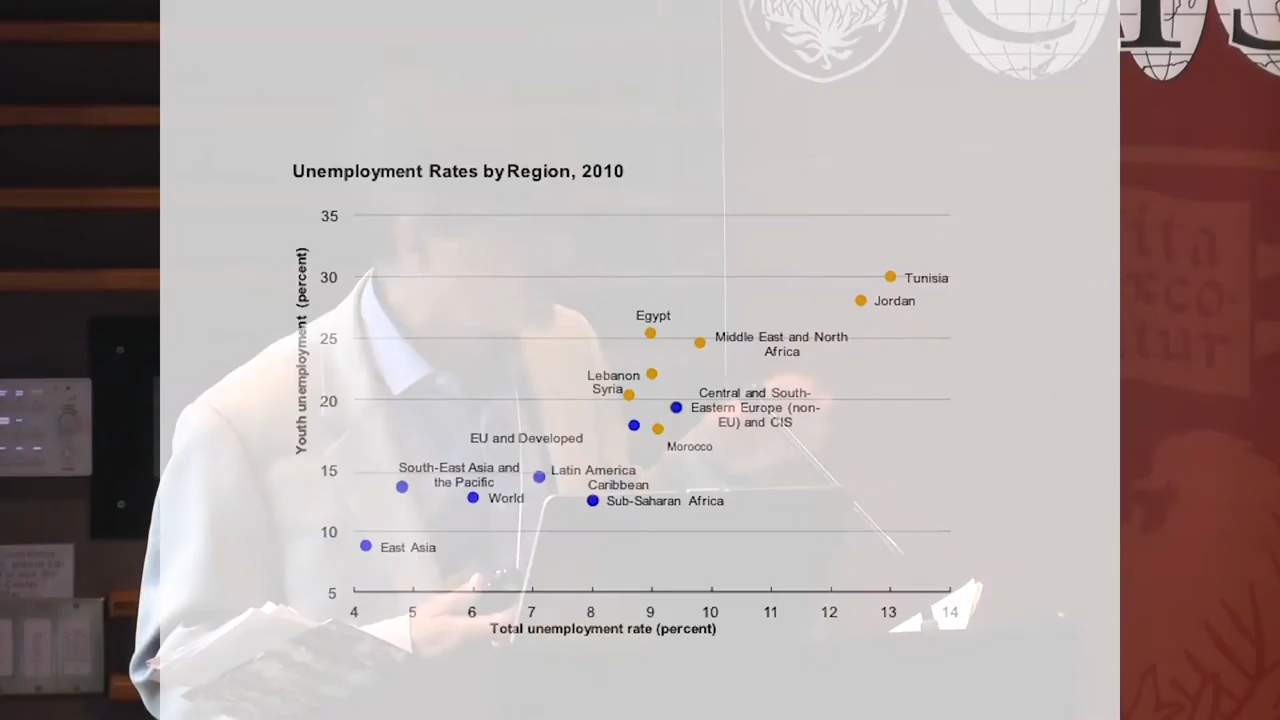 Unemployment Rates by Region, 2010
35
30
25
20
15
10
5
Youth unemployment (percent)
Tunisia
Jordan
Egypt
Middle East and North
Africa
Lebanon
Syria
Central and South-
Eastern Europe (non-
EU) and CIS
Morocco
EU and Developed
South-East Asia and
the Pacific
Latin America
Caribbean
World
Sub-Saharan Africa
East Asia
4 5 6 7 8 9 10 11 12 13 14
Total unemployment rate (percent)